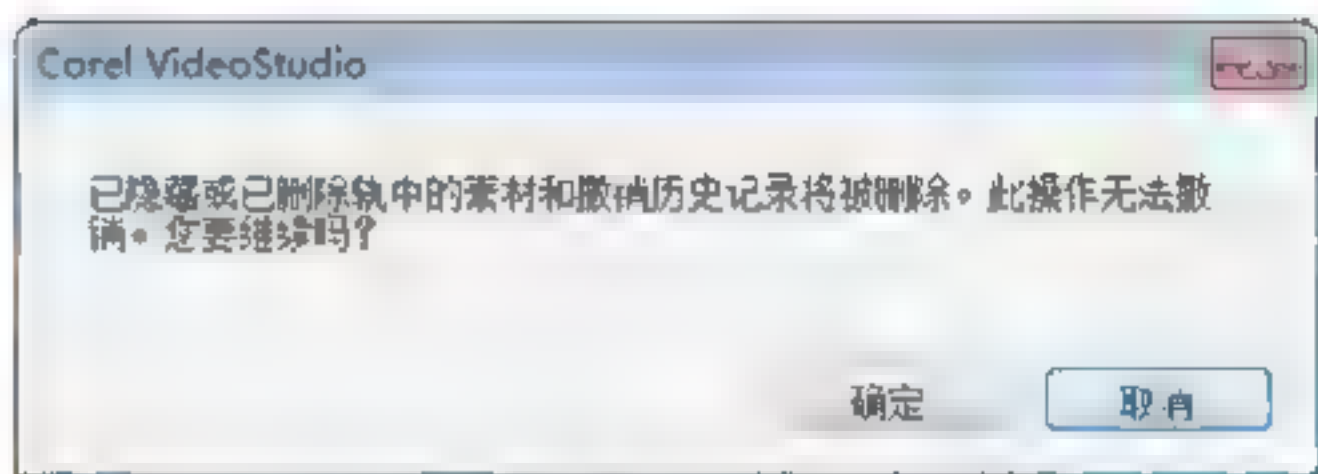 Corel VideoStudio
已隐藏或已删除轨中的素材和撤销历史记录将被删除。此操作无法撤
销。您要继续吗？
确定
取消